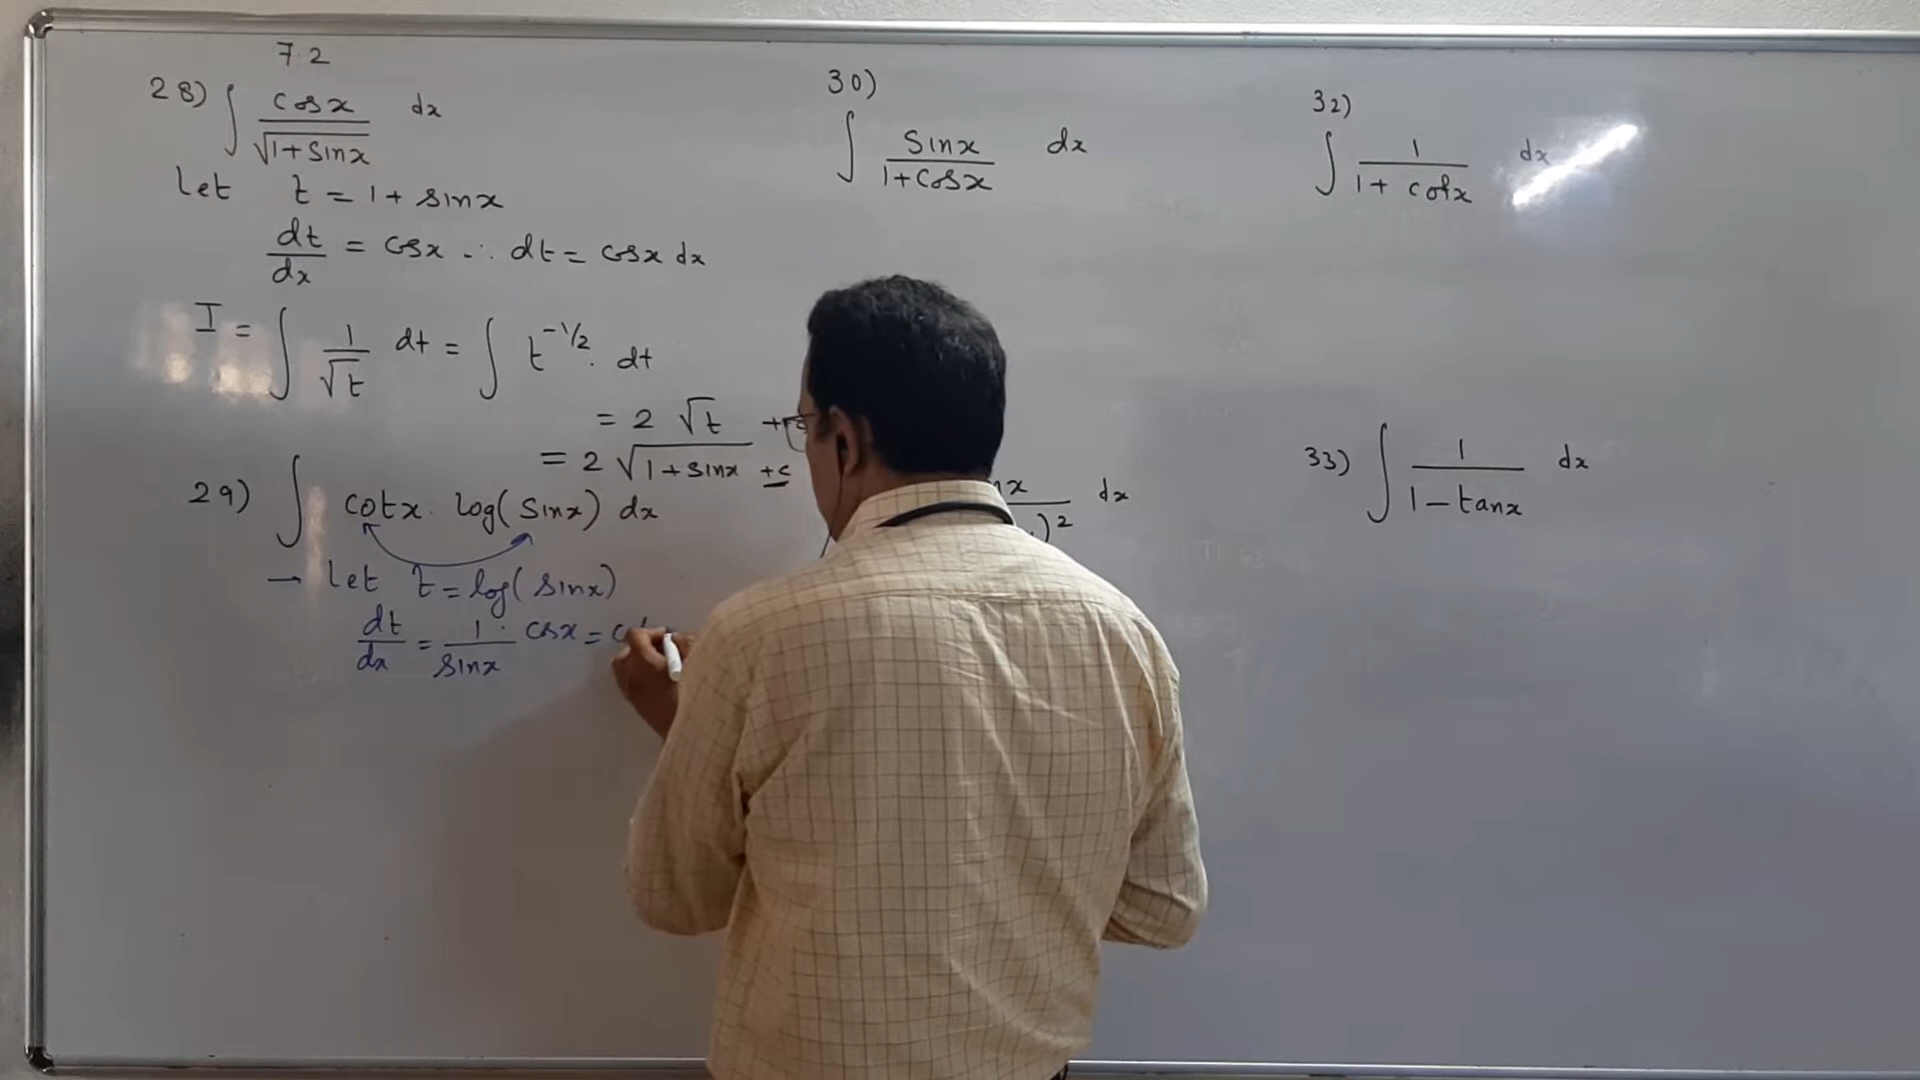 7.2
28) ∫ cosx / √1+sinx dx
Let t = 1 + sinx
dt/dx = cosx ∴ dt = cosx dx
I = ∫ 1/√t dt = ∫ t^-1/2 . dt
= 2 √t +c
= 2 √1+sinx +c
29) ∫ cotx. log(sinx) dx
→ Let t = log(sinx)
dt/dx = 1/sinx . cosx =
30)
∫ sinx / 1+cosx dx
dx
)²
32)
∫ 1 / 1 + cotx dx
33) ∫ 1 / 1 - tanx dx